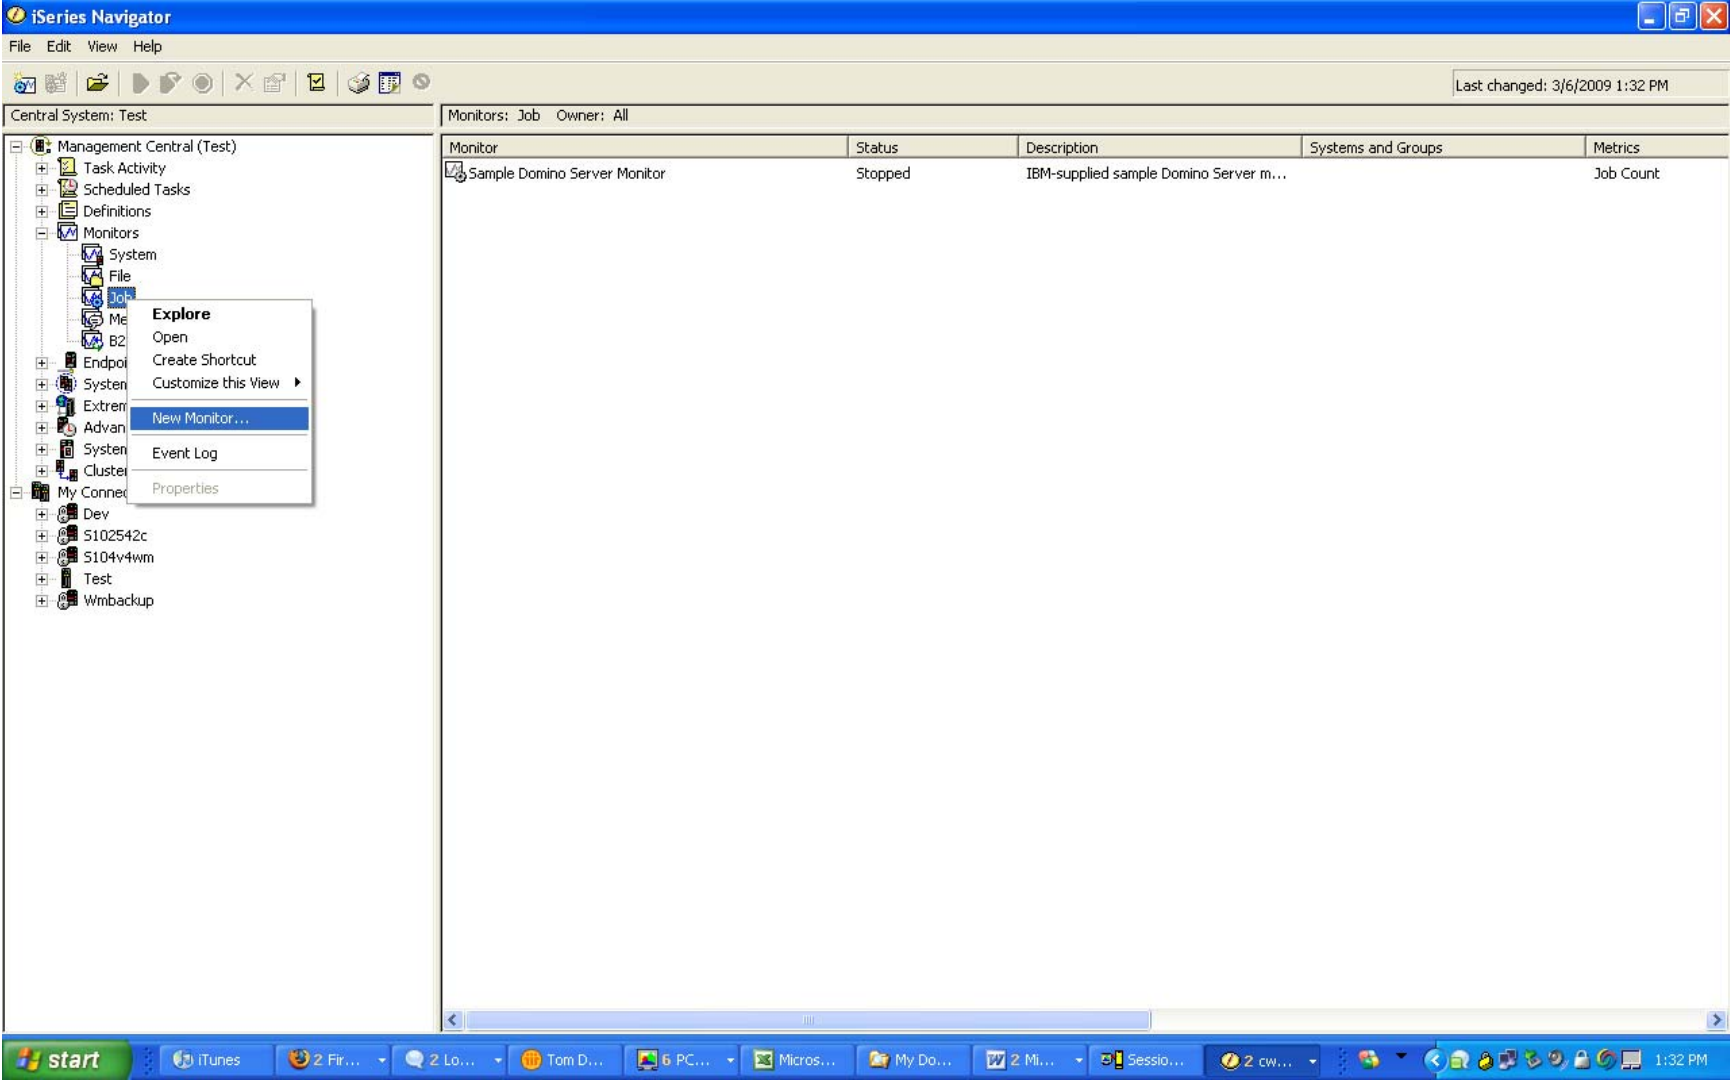 iSeries Navigator
File Edit View Help
Last changed: 3/6/2009 1:32 PM
Central System: Test
Monitors: Job Owner: All
Management Central (Test)
Task Activity
Scheduled Tasks
Definitions
Monitors
System
File
Job
Me
B2
Endpoi
System
Extrem
Advan
System
Cluster
My Connec
Dev
S102542c
S104v4wm
Test
Wmbackup
Explore
Open
Create Shortcut
Customize this View
New Monitor...
Event Log
Properties
Monitor Status Description Systems and Groups Metrics
Sample Domino Server Monitor Stopped IBM-supplied sample Domino Server m... Job Count
start iTunes 2 Fir... 2 Lo... Tom D... 6 PC... Micros... My Do... 2 Mi... Sessio... 2 cw... 1:32 PM